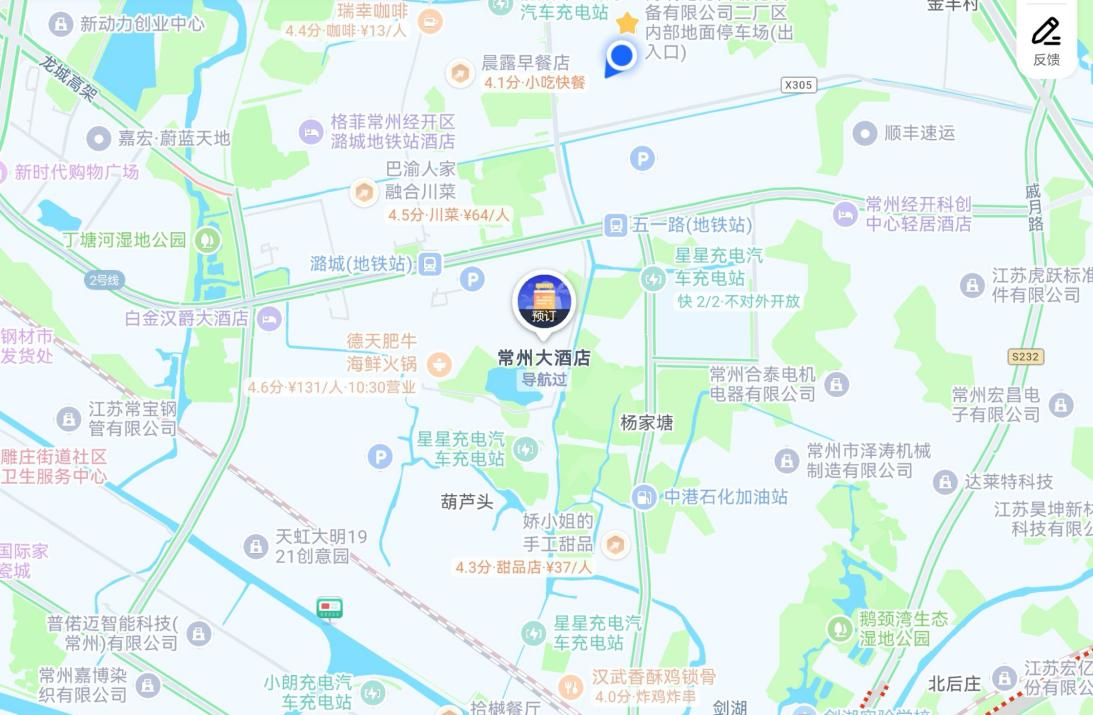 新动力创业中心
瑞幸咖啡
4.4分·咖啡·¥13/人
汽车充电站
备有限公司二厂区
内部地面停车场(出
入口)
反馈
龙城高架
晨露早餐店
4.1分·小吃快餐
X305
嘉宏·蔚蓝天地
格菲常州经开区
潞城地铁站酒店
P
顺丰速运
新时代购物广场
巴渝人家
融合川菜
4.5分·川菜·¥64/人
戚月路
常州经开科创
中心轻居酒店
五一路(地铁站)
丁塘河湿地公园
潞城(地铁站)
P
2号线
星星充电汽
车充电站
快 2/2·不对外开放
江苏虎跃标准
件有限公司
预订
白金汉爵大酒店
钢材市
发货处
德天肥牛
海鲜火锅
4.6分·¥131/人·10:30营业
常州大酒店
导航过
S232
常州合泰电机
电器有限公司
常州宏昌电
子有限公司
江苏常宝钢
管有限公司
杨家塘
雕庄街道社区
卫生服务中心
P
星星充电汽
车充电站
常州市泽涛机械
制造有限公司
达莱特科技
葫芦头
中港石化加油站
江苏昊坤新材
科技有限公
天虹大明19
21创意园
娇小姐的
手工甜品
4.3分·甜品店·¥37/人
国际家
瓷城
普偌迈智能科技(
常州)有限公司
星星充电汽
车充电站
鹅颈湾生态
湿地公园
常州嘉博染
织有限公司
小朗充电汽
车充电站
汉武香酥鸡锁骨
4.0分·炸鸡炸串
北后庄
江苏宏亿
份有限公
拾樾餐厅
剑湖